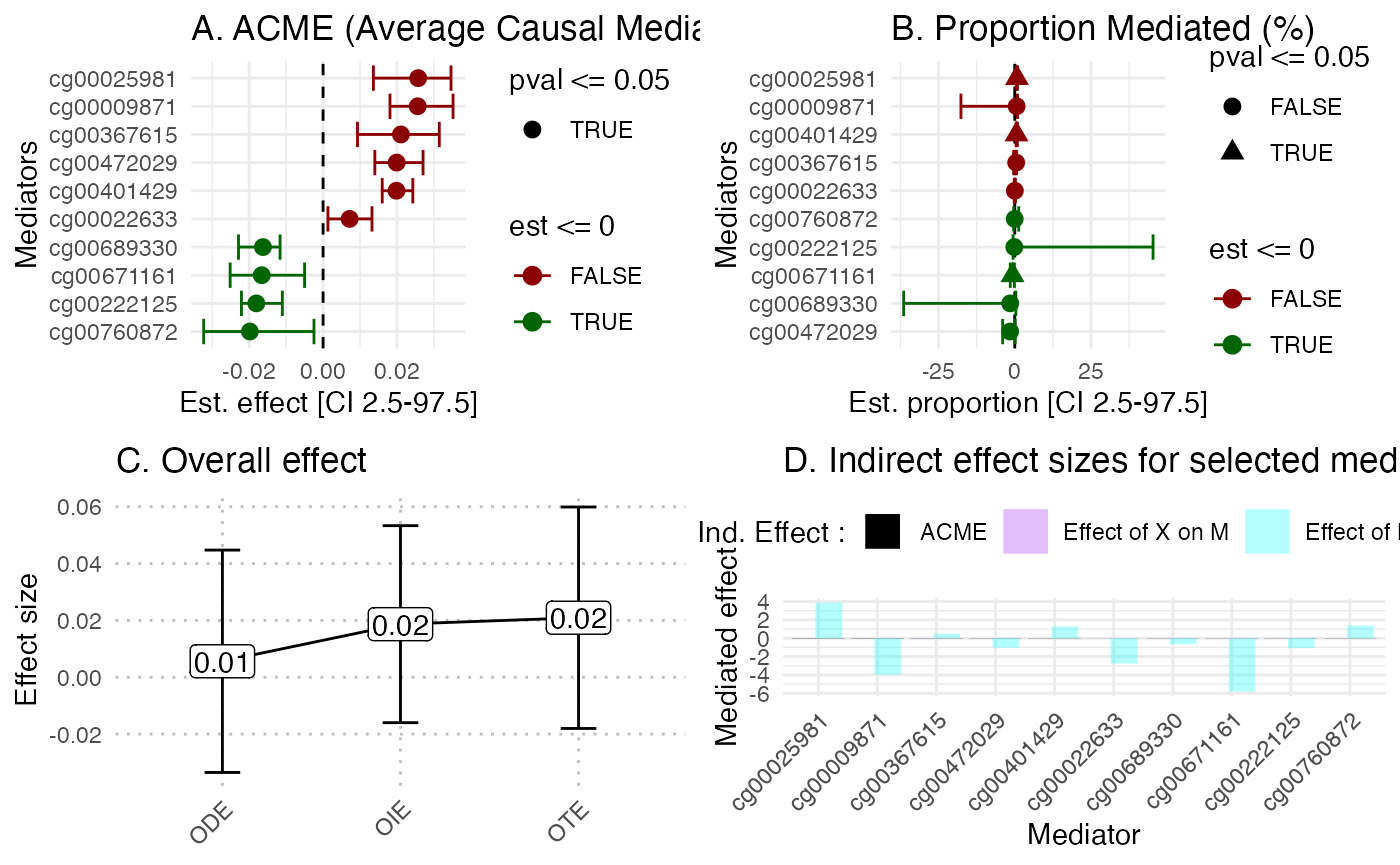 A. ACME (Average Causal Media
cg00025981
cg00009871
cg00367615
cg00472029
cg00401429
cg00022633
cg00689330
cg00671161
cg00222125
cg00760872
Mediators
-0.02 0.00 0.02
Est. effect [CI 2.5-97.5]
pval <= 0.05
TRUE
est <= 0
FALSE
TRUE
B. Proportion Mediated (%)
cg00025981
cg00009871
cg00401429
cg00367615
cg00022633
cg00760872
cg00222125
cg00671161
cg00689330
cg00472029
Mediators
-25 0 25
Est. proportion [CI 2.5-97.5]
pval <= 0.05
FALSE
TRUE
est <= 0
FALSE
TRUE
C. Overall effect
0.06
0.04
0.02
0.00
-0.02
Effect size
0.01
0.02
0.02
ODE
OIE
OTE
D. Indirect effect sizes for selected med
Ind. Effect : ACME Effect of X on M Effect of
Mediated effect
4
2
0
-2
-4
-6
cg00025981
cg00009871
cg00367615
cg00472029
cg00401429
cg00022633
cg00689330
cg00671161
cg00222125
cg00760872
Mediator